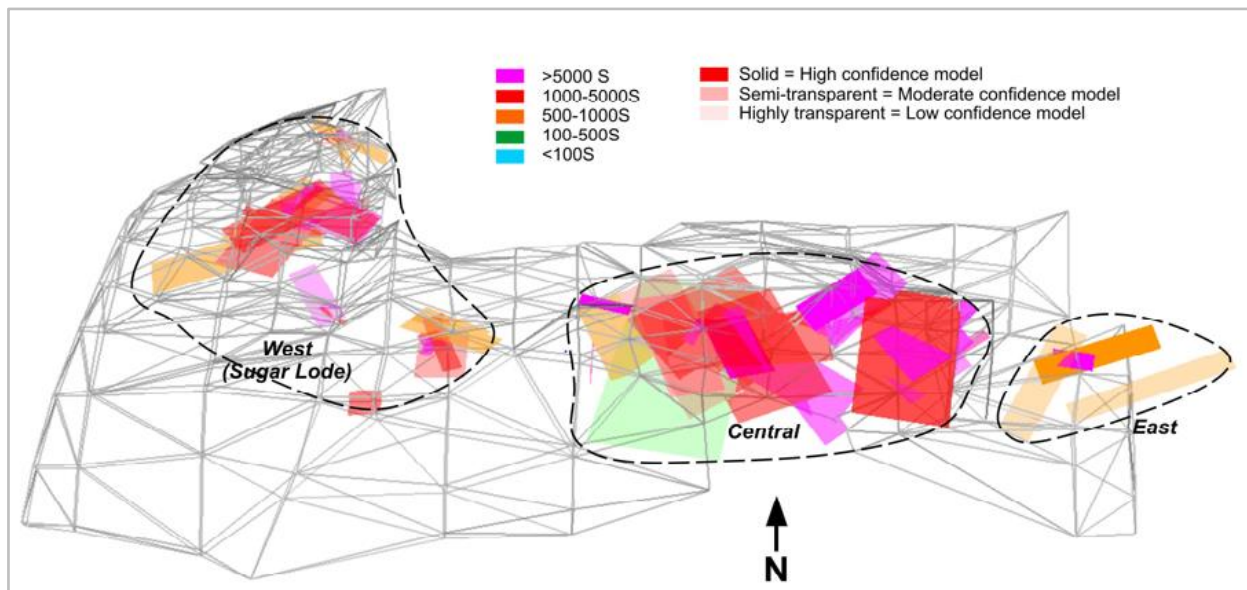 >5000 S
1000-5000S
500-1000S
100-500S
<100S
Solid = High confidence model
Semi-transparent = Moderate confidence model
Highly transparent = Low confidence model
West
(Sugar Lode)
Central
East
N